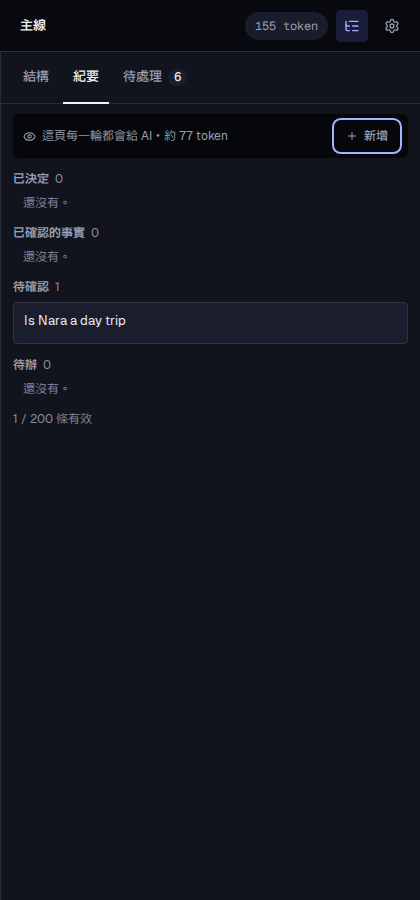 主線
155 token
結構
紀要
待處理 6
這頁每一輪都會給 AI・約 77 token
新增
已決定 0
還沒有。
已確認的事實 0
還沒有。
待確認 1
Is Nara a day trip
待辦 0
還沒有。
1 / 200 條有效